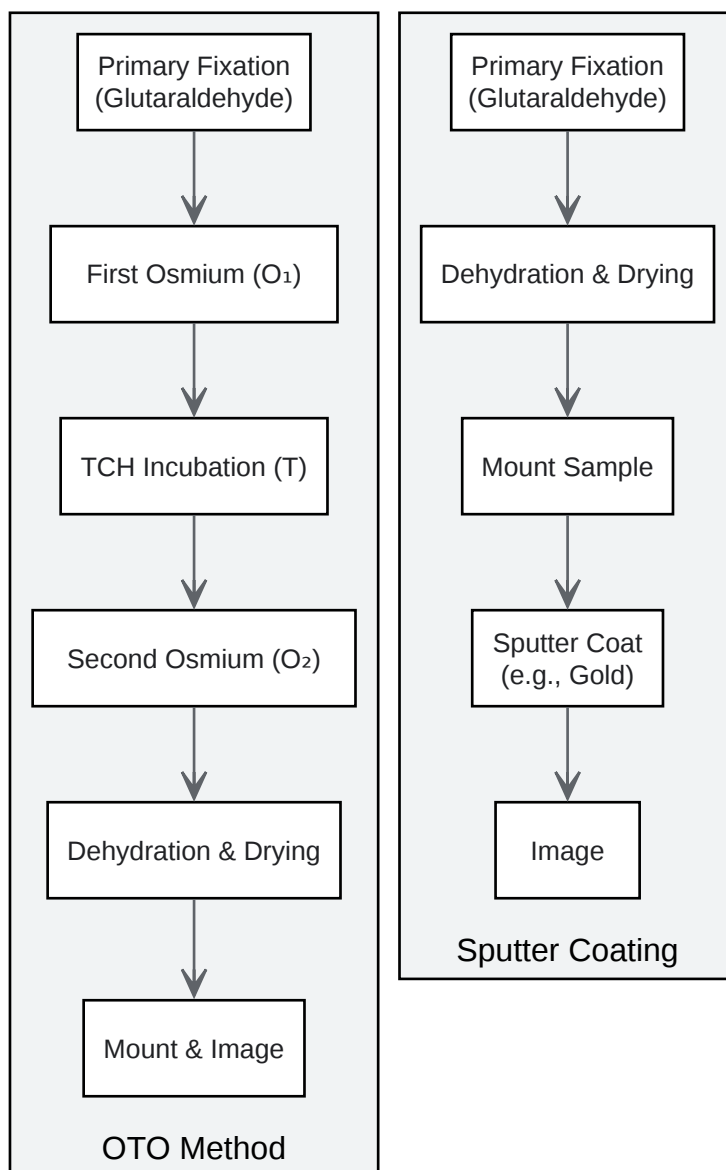 Primary Fixation
(Glutaraldehyde)
First Osmium (O₁)
TCH Incubation (T)
Second Osmium (O₂)
Dehydration & Drying
Mount & Image
OTO Method
Primary Fixation
(Glutaraldehyde)
Dehydration & Drying
Mount Sample
Sputter Coat
(e.g., Gold)
Image
Sputter Coating